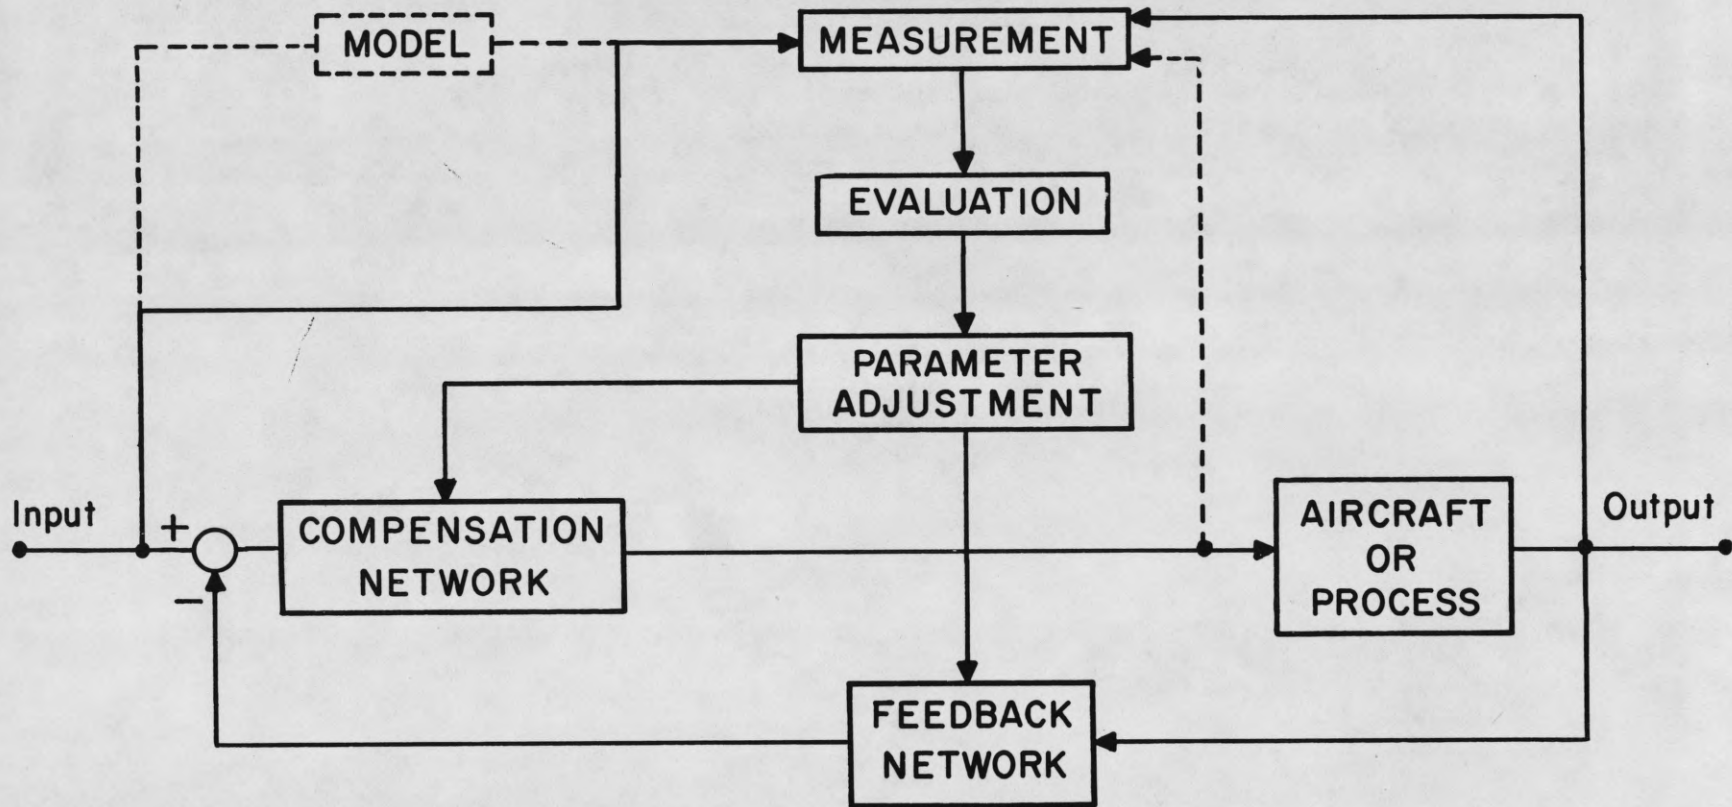 MODEL
MEASUREMENT
EVALUATION
PARAMETER
ADJUSTMENT
Input
+
−
COMPENSATION
NETWORK
AIRCRAFT
OR
PROCESS
Output
FEEDBACK
NETWORK